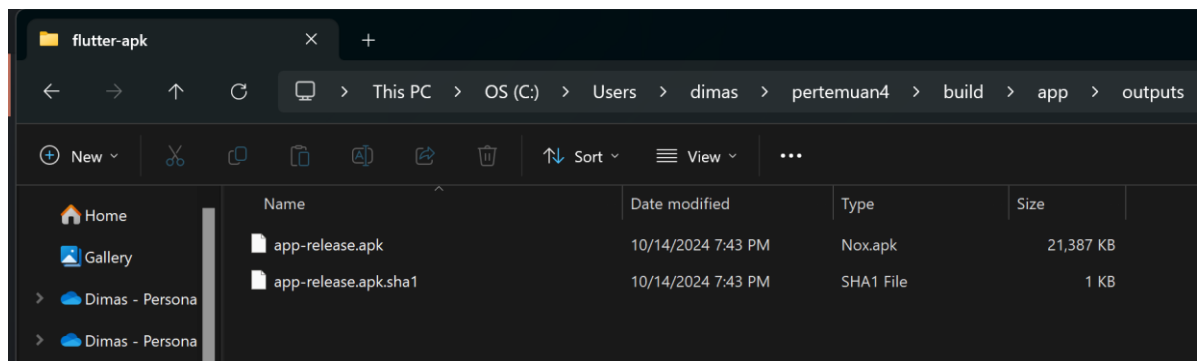 flutter-apk
This PC > OS (C:) > Users > dimas > pertemuan4 > build > app > outputs
New Sort View
Name Date modified Type Size
Home
app-release.apk 10/14/2024 7:43 PM Nox.apk 21,387 KB
Gallery
app-release.apk.sha1 10/14/2024 7:43 PM SHA1 File 1 KB
Dimas - Persona
Dimas - Persona